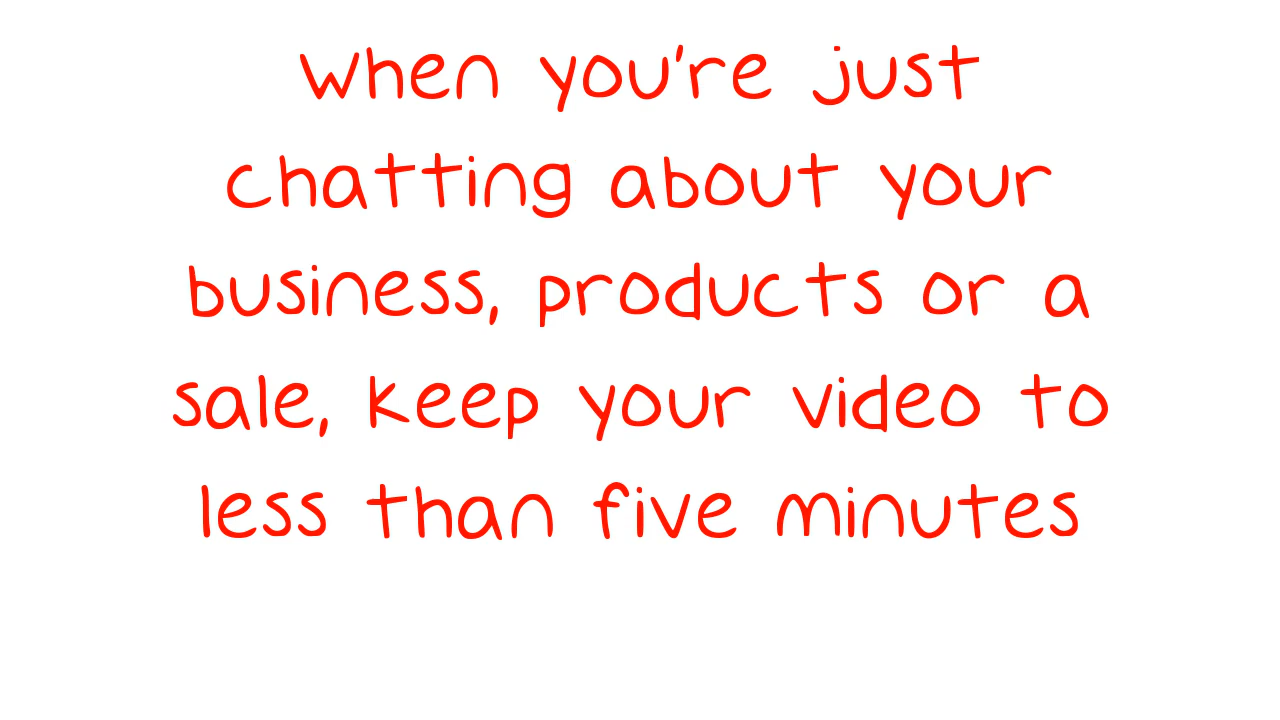 When you're just
chatting about your
business, products or a
sale, keep your video to
less than five minutes